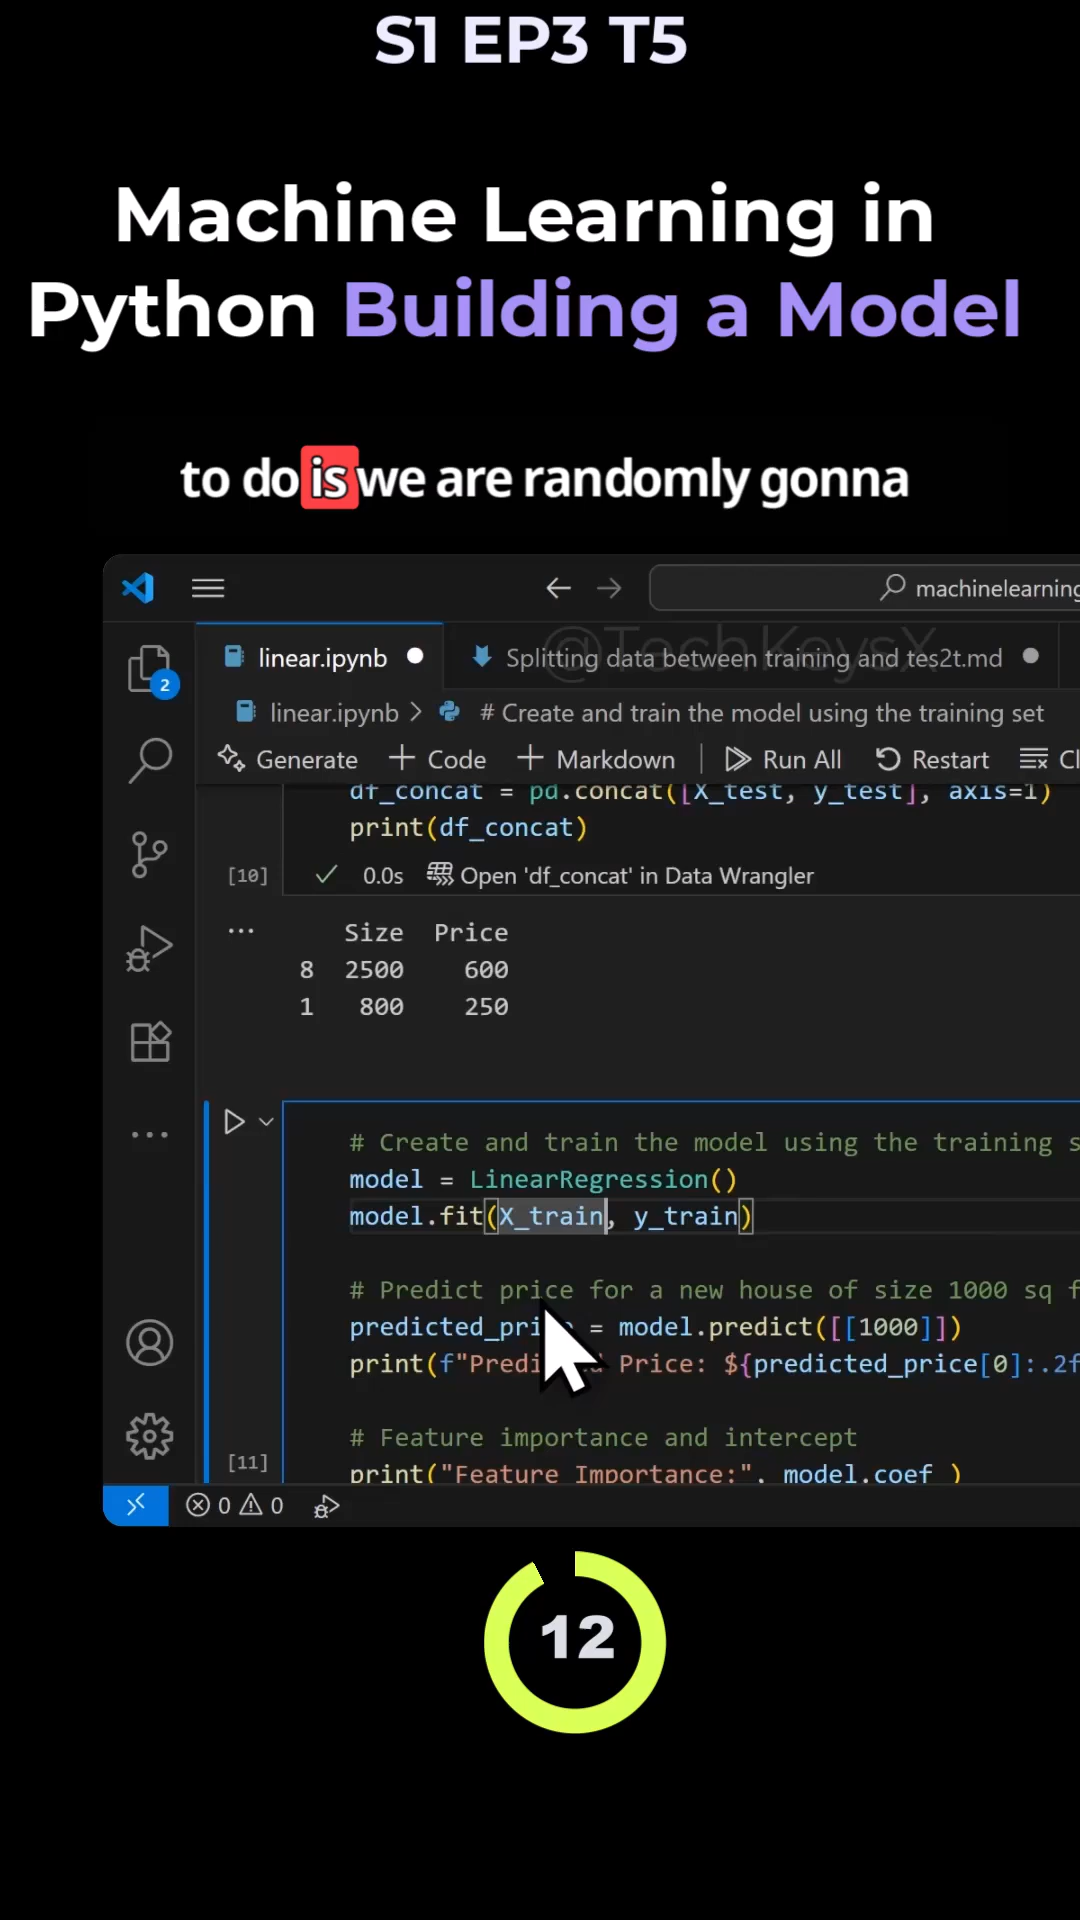 S1 EP3 T5
Machine Learning in
Python Building a Model
to do is we are randomly gonna
machinelearning
@TechKeysX
linear.ipynb
Splitting data between training and tes2t.md
2
linear.ipynb > # Create and train the model using the training set
Generate + Code + Markdown | Run All Restart Cl
df_concat = pd.concat([X_test, y_test], axis=1)
print(df_concat)
[10] ✓ 0.0s Open 'df_concat' in Data Wrangler
... Size Price
8 2500 600
1 800 250
# Create and train the model using the training s
model = LinearRegression()
model.fit(X_train, y_train)
# Predict price for a new house of size 1000 sq f
predicted_pri = model.predict([[1000]])
print(f"Predi d Price: ${predicted_price[0]:.2f
# Feature importance and intercept
[11]
print("Feature Importance:", model.coef_)
0 0
12